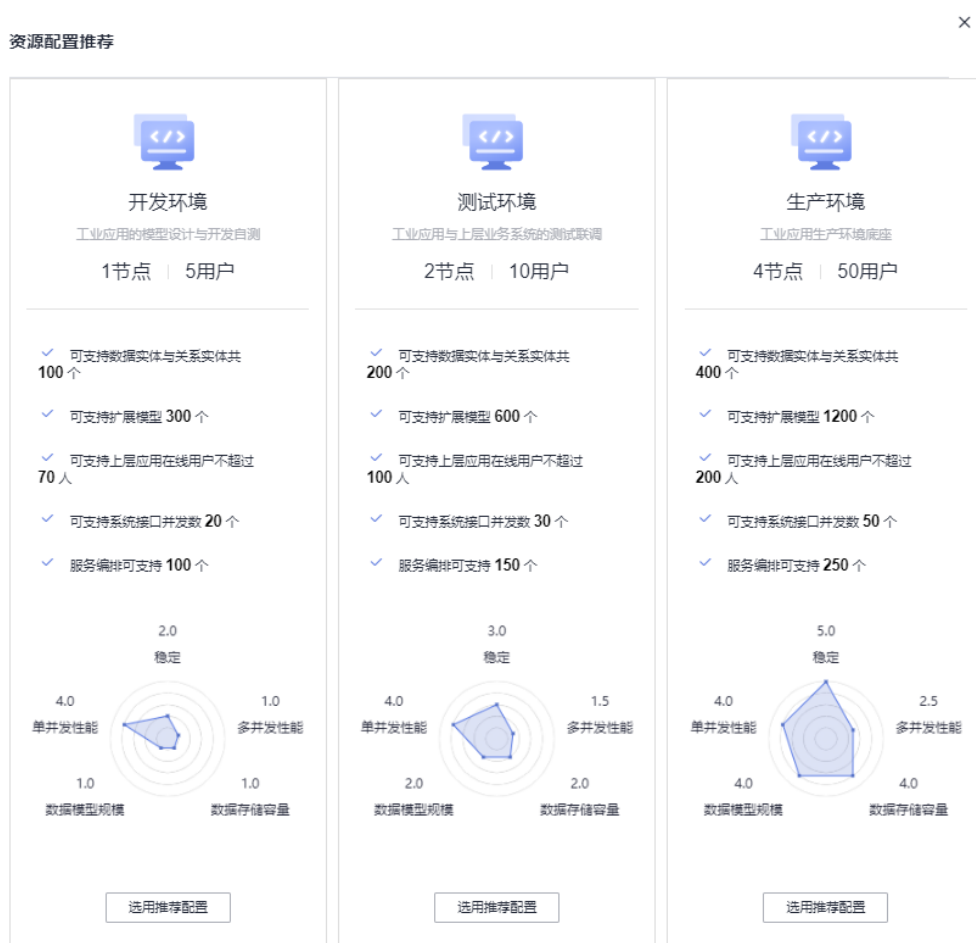 资源配置推荐
开发环境
工业应用的模型设计与开发自测
1节点 5用户
可支持数据实体与关系实体共
100 个
可支持扩展模型 300 个
可支持上层应用在线用户不超过
70 人
可支持系统接口并发数 20 个
服务编排可支持 100 个
2.0
稳定
4.0
单并发性能
1.0
多并发性能
1.0
数据模型规模
1.0
数据存储容量
选用推荐配置
测试环境
工业应用与上层业务系统的测试联调
2节点 10用户
可支持数据实体与关系实体共
200 个
可支持扩展模型 600 个
可支持上层应用在线用户不超过
100 人
可支持系统接口并发数 30 个
服务编排可支持 150 个
3.0
稳定
4.0
单并发性能
1.5
多并发性能
2.0
数据模型规模
2.0
数据存储容量
选用推荐配置
生产环境
工业应用生产环境底座
4节点 50用户
可支持数据实体与关系实体共
400 个
可支持扩展模型 1200 个
可支持上层应用在线用户不超过
200 人
可支持系统接口并发数 50 个
服务编排可支持 250 个
5.0
稳定
4.0
单并发性能
2.5
多并发性能
4.0
数据模型规模
4.0
数据存储容量
选用推荐配置